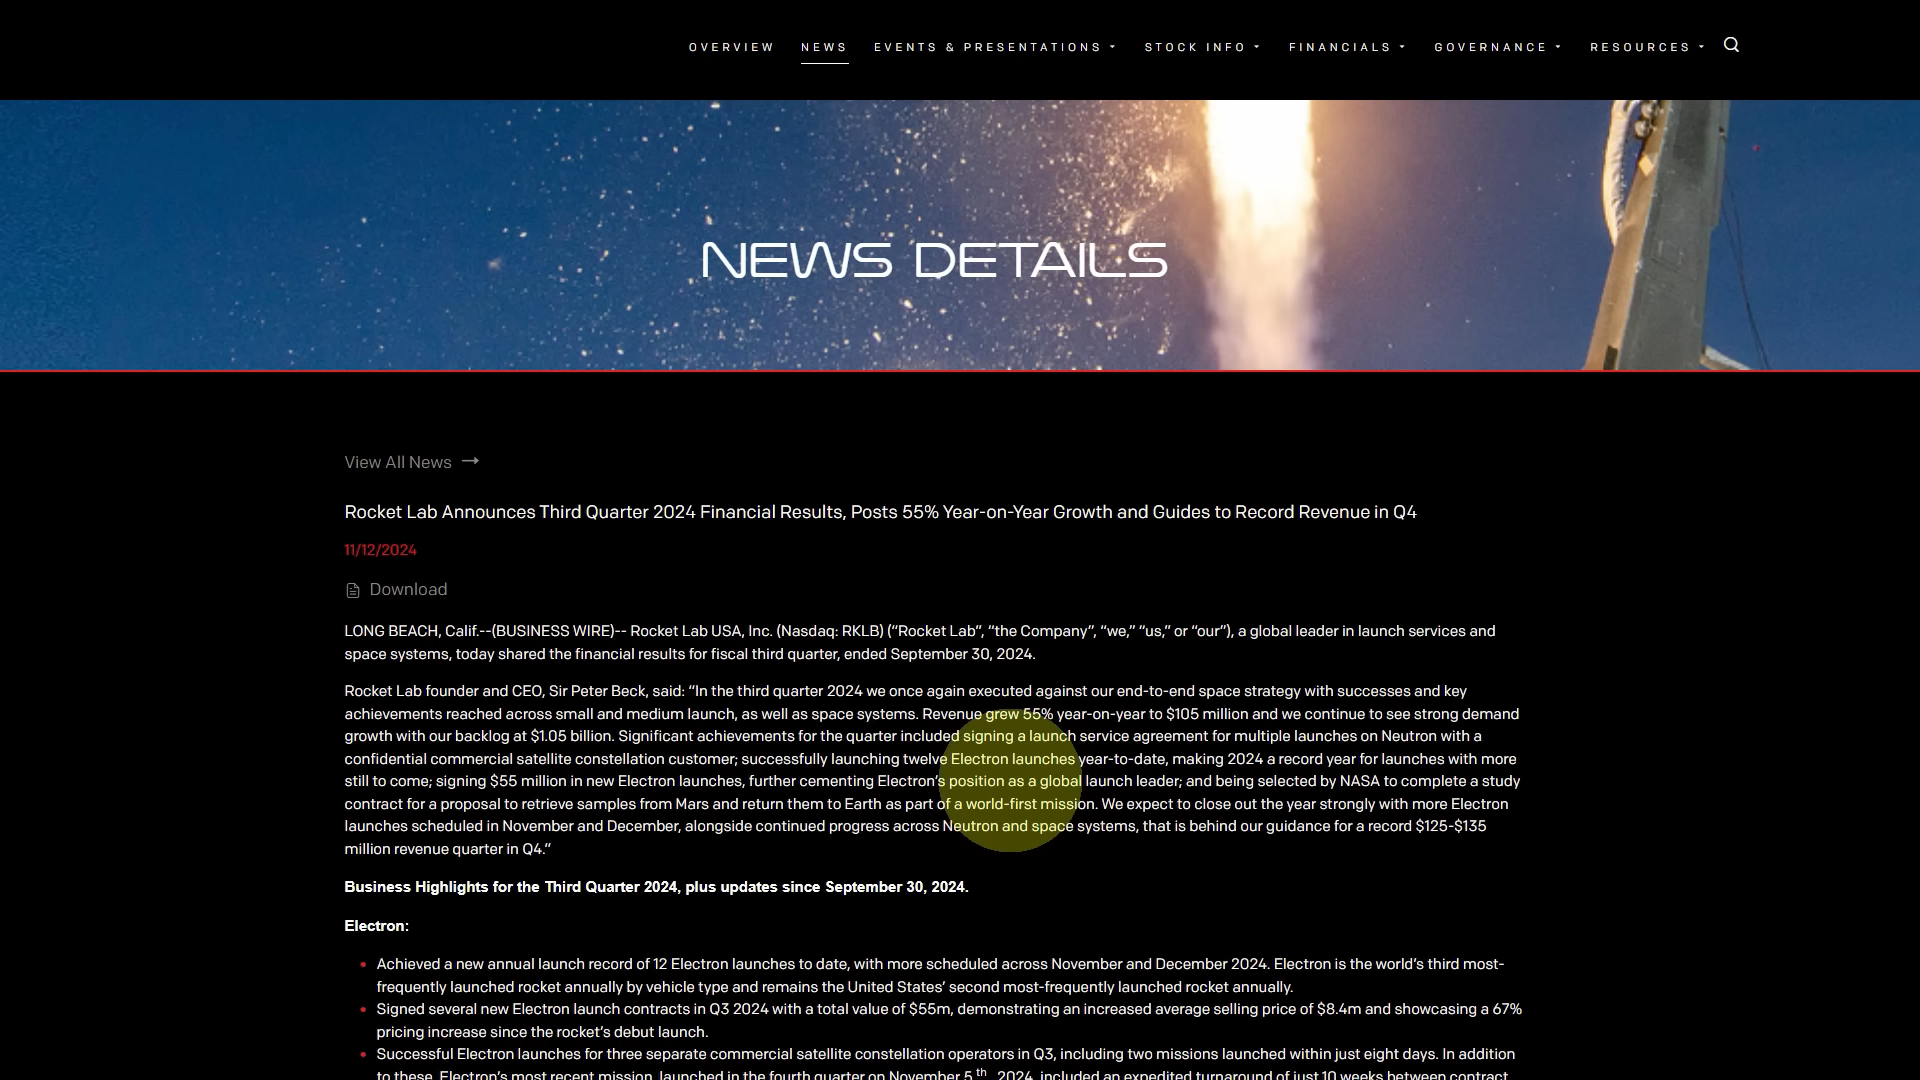 OVERVIEW NEWS EVENTS & PRESENTATIONS STOCK INFO FINANCIALS GOVERNANCE RESOURCES
NEWS DETAILS
View All News
Rocket Lab Announces Third Quarter 2024 Financial Results, Posts 55% Year-on-Year Growth and Guides to Record Revenue in Q4
11/12/2024
Download
LONG BEACH, Calif.--(BUSINESS WIRE)-- Rocket Lab USA, Inc. (Nasdaq: RKLB) (“Rocket Lab”, “the Company”, “we,” “us,” or “our”), a global leader in launch services and
space systems, today shared the financial results for fiscal third quarter, ended September 30, 2024.
Rocket Lab founder and CEO, Sir Peter Beck, said: “In the third quarter 2024 we once again executed against our end-to-end space strategy with successes and key
achievements reached across small and medium launch, as well as space systems. Revenue grew 55% year-on-year to $105 million and we continue to see strong demand
growth with our backlog at $1.05 billion. Significant achievements for the quarter included signing a launch service agreement for multiple launches on Neutron with a
confidential commercial satellite constellation customer; successfully launching twelve Electron launches year-to-date, making 2024 a record year for launches with more
still to come; signing $55 million in new Electron launches, further cementing Electron’s position as a global launch leader; and being selected by NASA to complete a study
contract for a proposal to retrieve samples from Mars and return them to Earth as part of a world-first mission. We expect to close out the year strongly with more Electron
launches scheduled in November and December, alongside continued progress across Neutron and space systems, that is behind our guidance for a record $125-$135
million revenue quarter in Q4.”
Business Highlights for the Third Quarter 2024, plus updates since September 30, 2024.
Electron:
• Achieved a new annual launch record of 12 Electron launches to date, with more scheduled across November and December 2024. Electron is the world’s third most-
frequently launched rocket annually by vehicle type and remains the United States’ second most-frequently launched rocket annually.
• Signed several new Electron launch contracts in Q3 2024 with a total value of $55m, demonstrating an increased average selling price of $8.4m and showcasing a 67%
pricing increase since the rocket’s debut launch.
• Successful Electron launches for three separate commercial satellite constellation operators in Q3, including two missions launched within just eight days. In addition
to these, Electron’s most recent mission, launched in the fourth quarter on November 5 th , 2024, included an expedited turnaround of just 10 weeks between contract